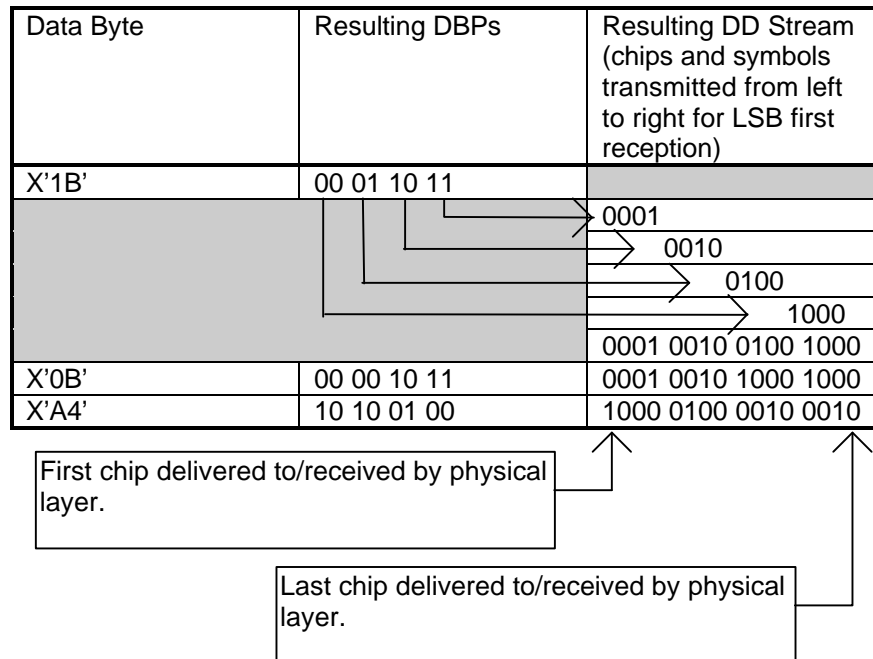 Data Byte
Resulting DBPs
Resulting DD Stream
(chips and symbols
transmitted from left
to right for LSB first
reception)
X'1B'
00 01 10 11
0001
0010
0100
1000
0001 0010 0100 1000
X'0B'
00 00 10 11
0001 0010 1000 1000
X'A4'
10 10 01 00
1000 0100 0010 0010
First chip delivered to/received by physical
layer.
Last chip delivered to/received by physical
layer.